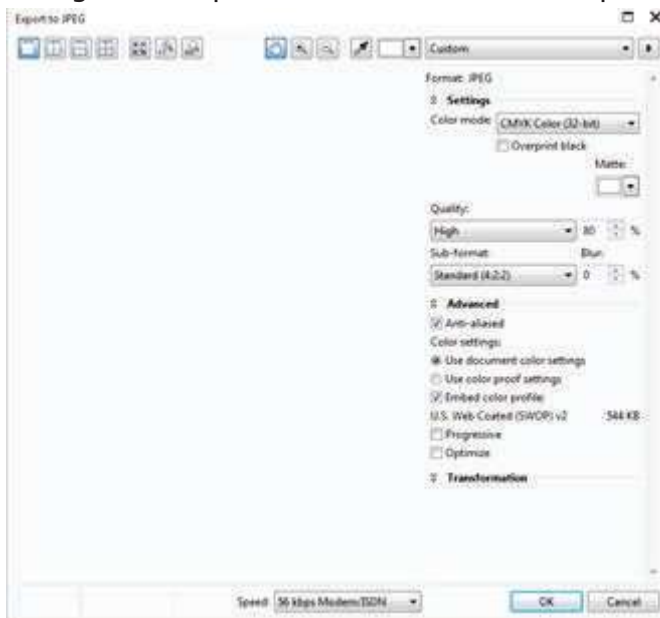 Export to JPEG
Custom
Format: JPEG
Settings
Color mode: CMYK Color (32-bit)
Overprint black
Matte:
Quality:
High 80 %
Sub-format: Blur:
Standard (4:2:2) 0 %
Advanced
Anti-aliased
Color settings:
Use document color settings
Use color proof settings
Embed color profile
U.S. Web Coated (SWOP) v2 544 KB
Progressive
Optimize
Transformation
Speed: 56 kbps Modem/ISDN OK Cancel